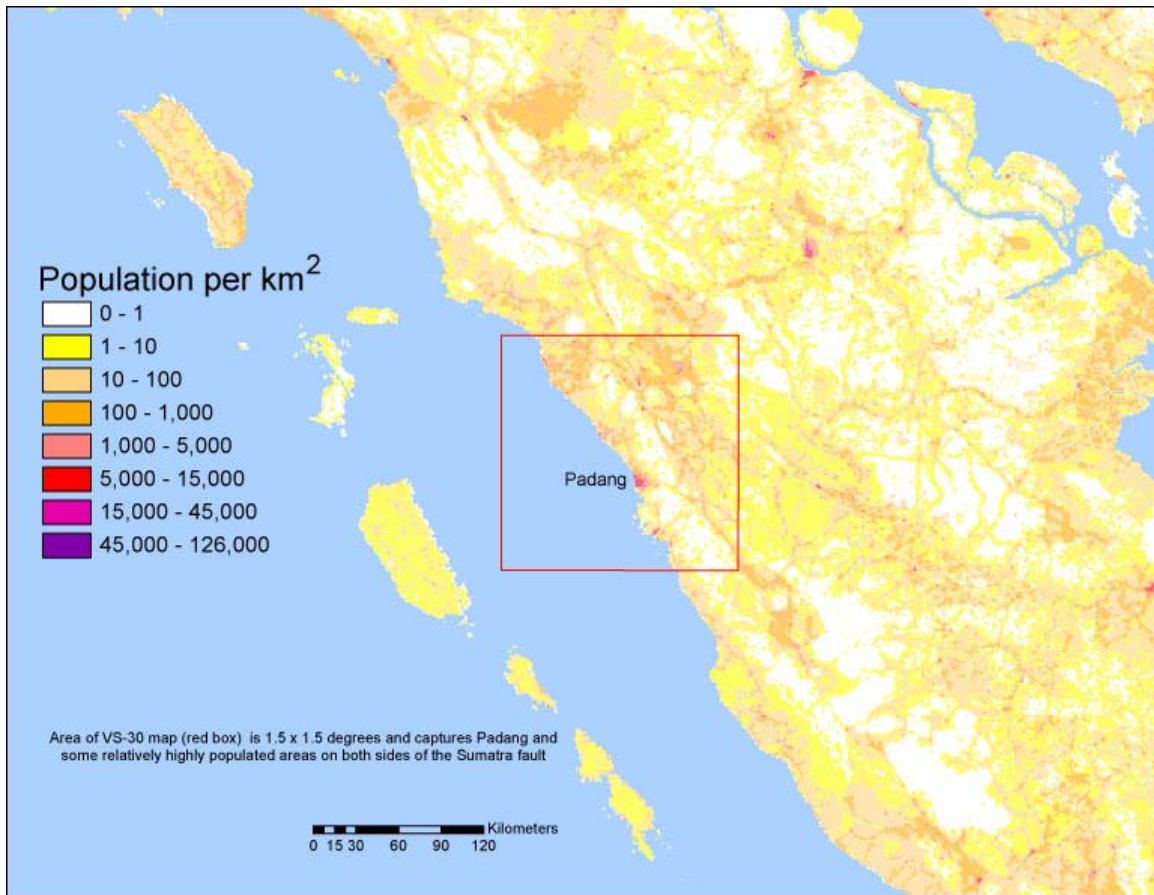 Population per km²
0 - 1
1 - 10
10 - 100
100 - 1,000
1,000 - 5,000
5,000 - 15,000
15,000 - 45,000
45,000 - 126,000
Padang
Area of VS-30 map (red box) is 1.5 x 1.5 degrees and captures Padang and
some relatively highly populated areas on both sides of the Sumatra fault
Kilometers
0 15 30 60 90 120